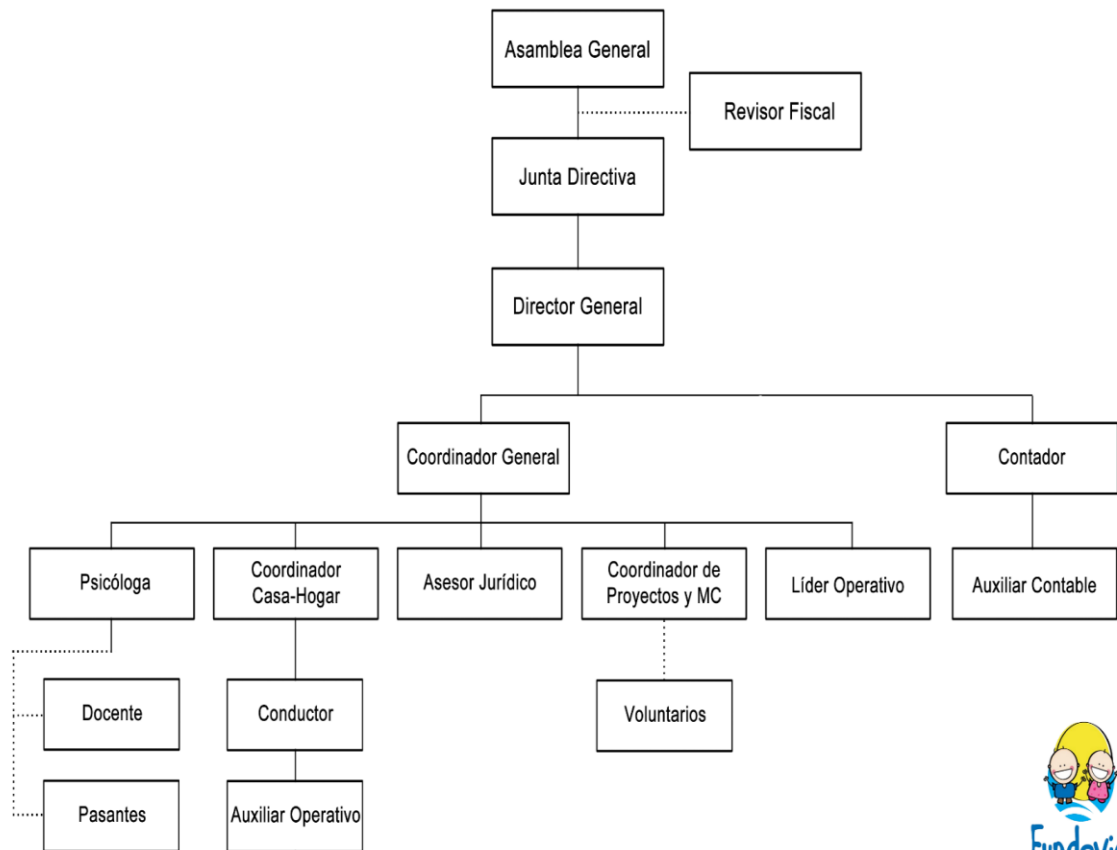 Asamblea General
Revisor Fiscal
Junta Directiva
Director General
Coordinador General
Contador
Psicóloga
Coordinador
Casa-Hogar
Asesor Jurídico
Coordinador de
Proyectos y MC
Líder Operativo
Auxiliar Contable
Docente
Conductor
Voluntarios
Pasantes
Auxiliar Operativo